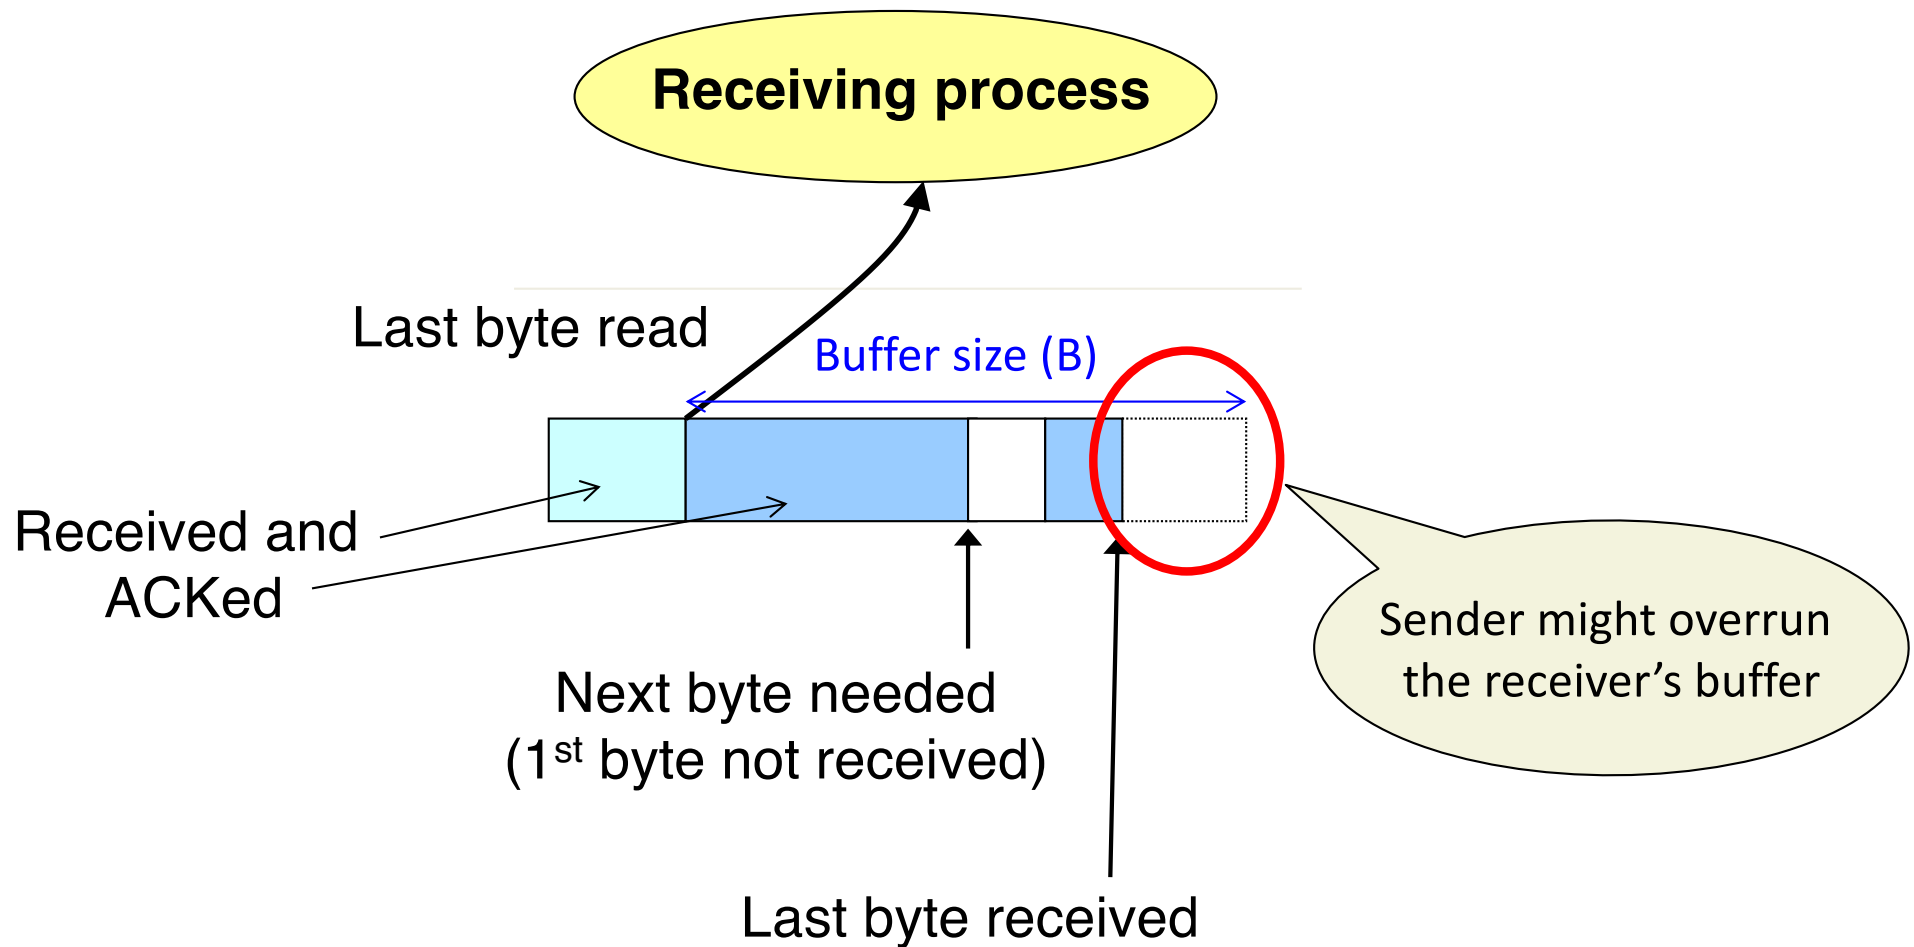 Receiving process
Last byte read
Buffer size (B)
Received and
ACKed
Sender might overrun
the receiver’s buffer
Next byte needed
(1st byte not received)
Last byte received